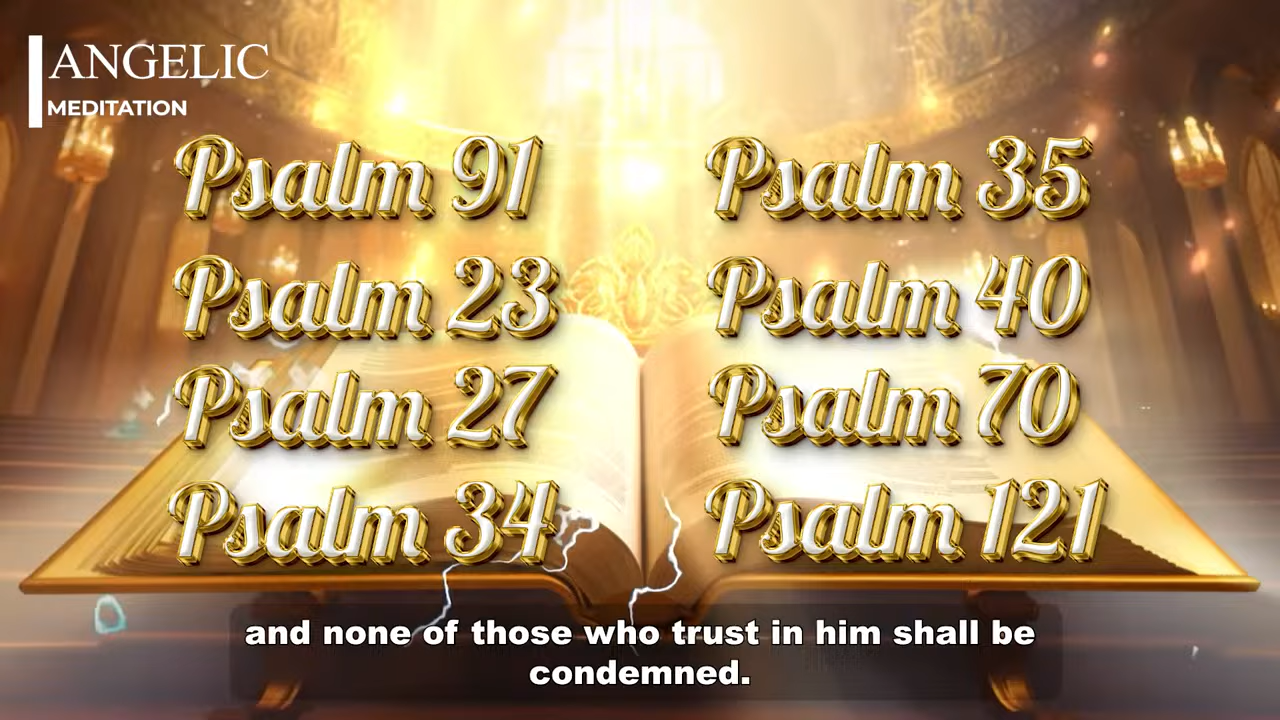 ANGELIC
MEDITATION
Psalm 91
Psalm 23
Psalm 27
Psalm 34
Psalm 35
Psalm 40
Psalm 70
Psalm 121
and none of those who trust in him shall be
condemned.